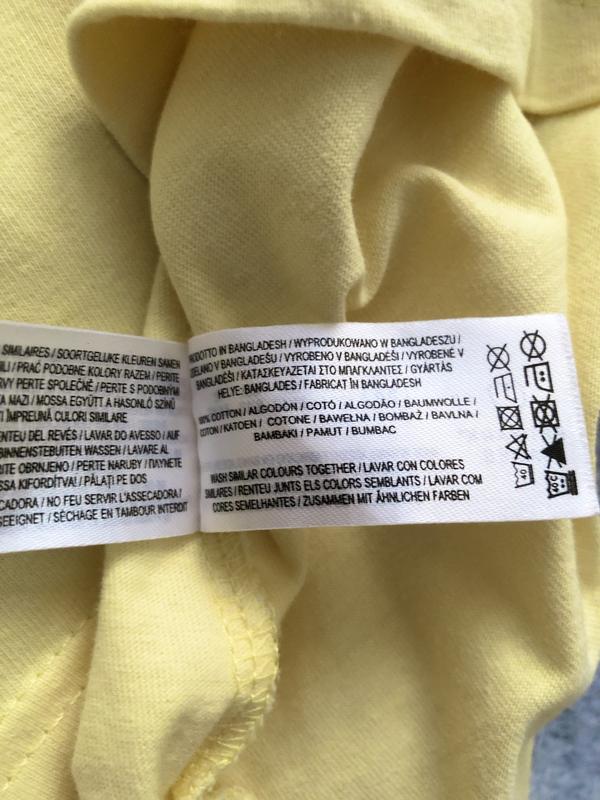 SIMILAIRES / SOORTGELIJKE KLEUREN SAMEN
PRAĆ PODOBNE KOLORY RAZEM / PERITE
PERTE SPOLEČNĚ / PERTE S PODOBNÝMI
MAZI / MOSSA EGYÜTT A HASONLÓ SZÍNŰ
ÎMPREUNĂ CULORI SIMILARE
DEL REVÉS / LAVAR DO AVESSO / AUF
BINNENSTEBUITEN WASSEN / LAVARE AL
OBRNJENO / PERTE NARUBY / ΠΛΥΝΕΤΕ
KIFORDÍTVA! / PĂLAȚI PE DOS
/ NO FEU SERVIR L'ASSECADORA /
/ SÉCHAGE EN TAMBOUR INTERDIT
IN BANGLADESH / WYPRODUKOWANO W BANGLADESZU /
V BANGLADEŠU / VYROBENO V BANGLADÉŠI / VYROBENÉ V
BANGLADÉŠI / ΚΑΤΑΣΚΕΥΑΖΕΤΑΙ ΣΤΟ ΜΠΑΓΚΛΑΝΤΕΣ / GYÁRTÁS
HELYE: BANGLADES / FABRICAT ÎN BANGLADESH
100% COTTON / ALGODÓN / COTÓ / ALGODÃO / BAUMWOLLE /
COTON / KATOEN / COTONE / BAWEŁNA / BOMBAŽ / BAVLNA /
ΒΑΜΒΑΚΙ / PAMUT / BUMBAC
WASH SIMILAR COLOURS TOGETHER / LAVAR CON COLORES
SIMILARES / RENTEU JUNTS ELS COLORS SEMBLANTS / LAVAR COM
CORES SEMELHANTES / ZUSAMMEN MIT ÄHNLICHEN FARBEN